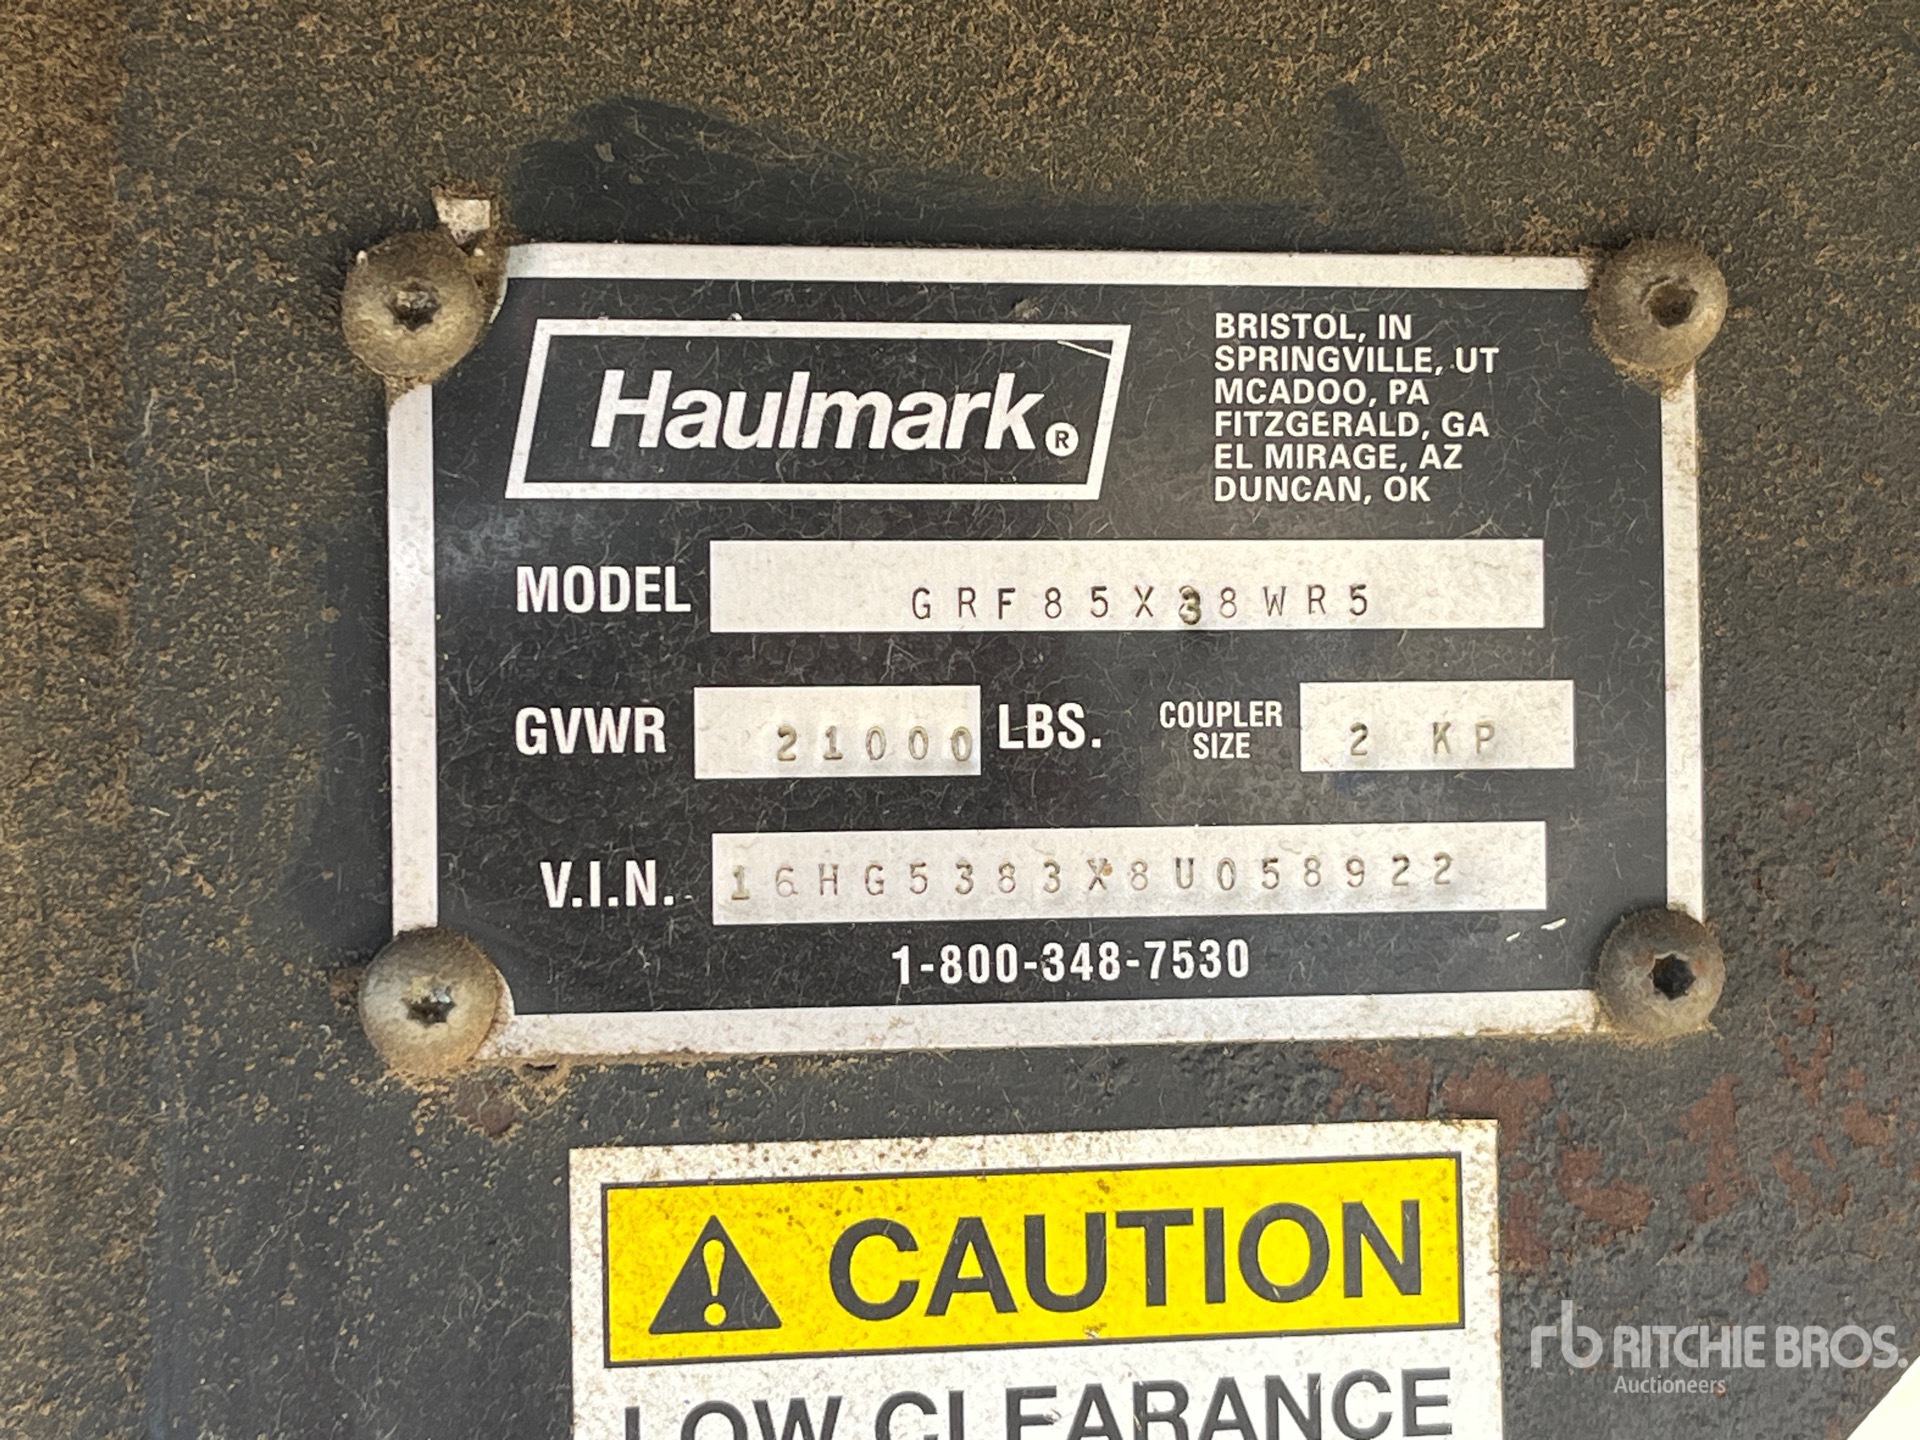 Haulmark®
BRISTOL, IN
SPRINGVILLE, UT
MCADOO, PA
FITZGERALD, GA
EL MIRAGE, AZ
DUNCAN, OK
MODEL GRF85X38WR5
GVWR 21000 LBS. COUPLER SIZE 2 KP
V.I.N. 16HG5383X8U058922
1-800-348-7530
CAUTION
LOW CLEARANCE
rb RITCHIE BROS.
Auctioneers